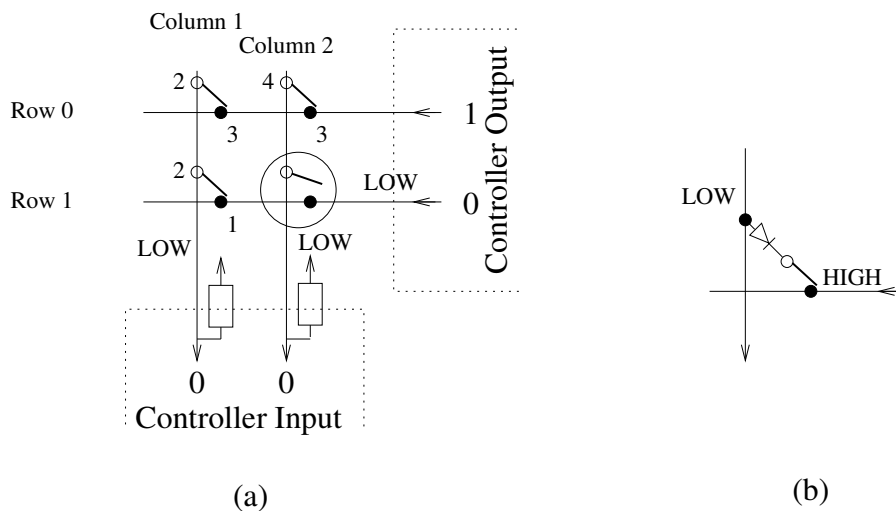 Column 1
Column 2
2
4
Row 0
1
3
3
2
LOW
Row 1
0
1
LOW
LOW
0
0
Controller Input
Controller Output
LOW
HIGH
(a)
(b)